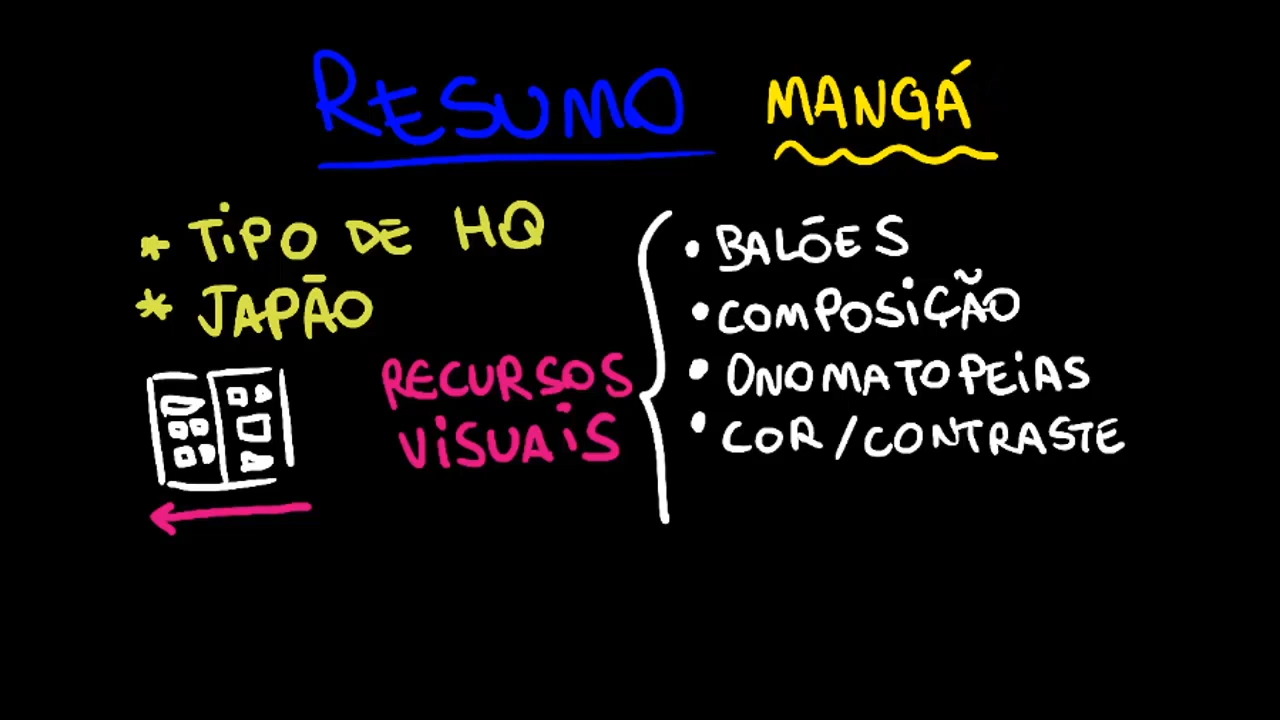 RESUMO MANGÁ
* TIPO DE HQ
* JAPÃO
RECURSOS
VISUAIS
• BALÕES
• COMPOSIÇÃO
• ONOMATOPEIAS
• COR/CONTRASTE